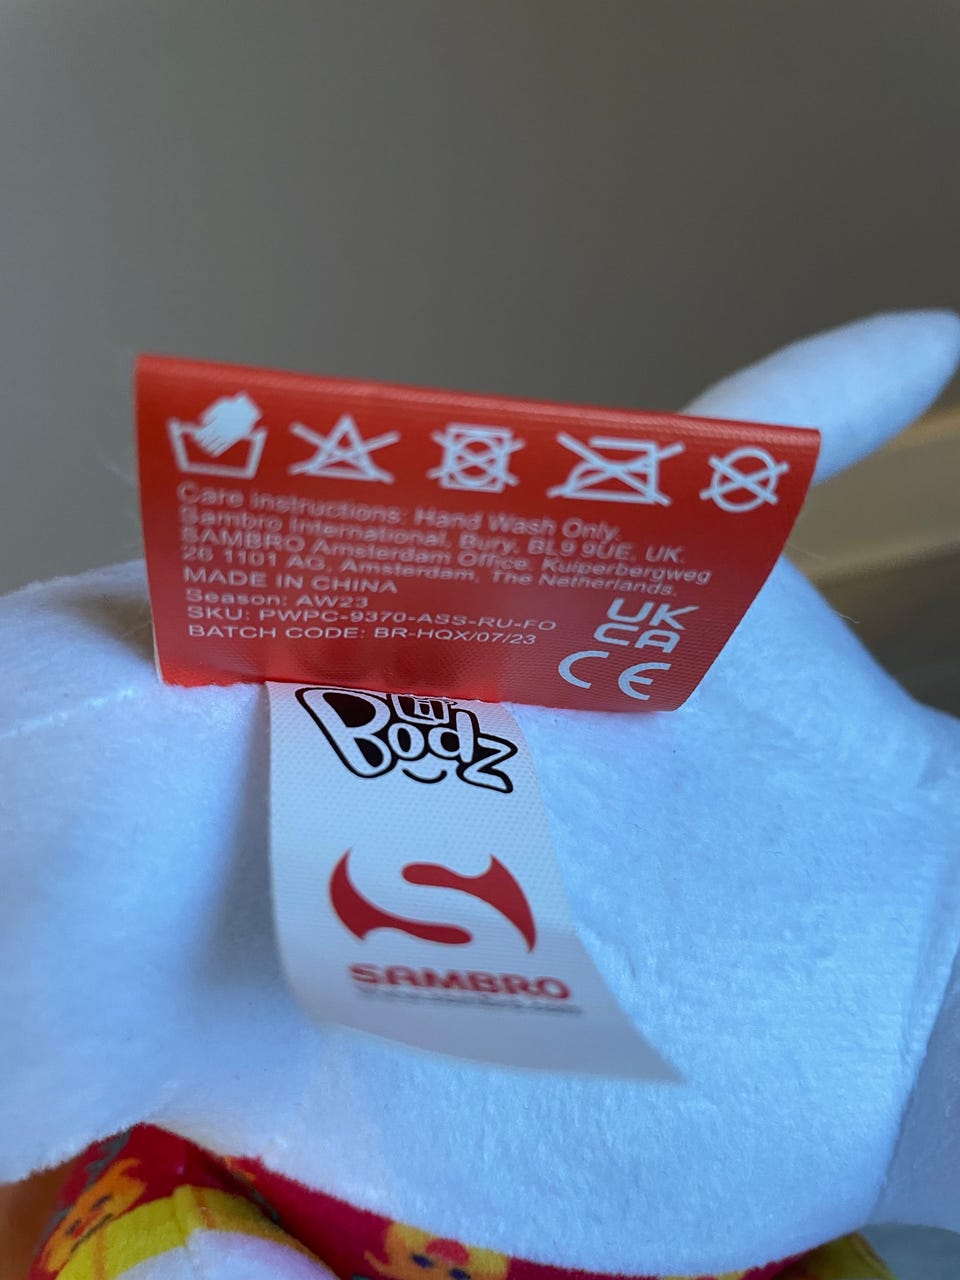 Care Instructions: Hand Wash Only.
Sambro International, Bury, BL9 9UE, UK.
SAMBRO Amsterdam Office, Kuiperbergweg
26 1101 AG, Amsterdam, The Netherlands.
MADE IN CHINA
Season: AW23
SKU: PWPC-9370-ASS-RU-FO
BATCH CODE: BR-HQX/07/23
UK
CA
CE
Lil'
Bodz
SAMBRO